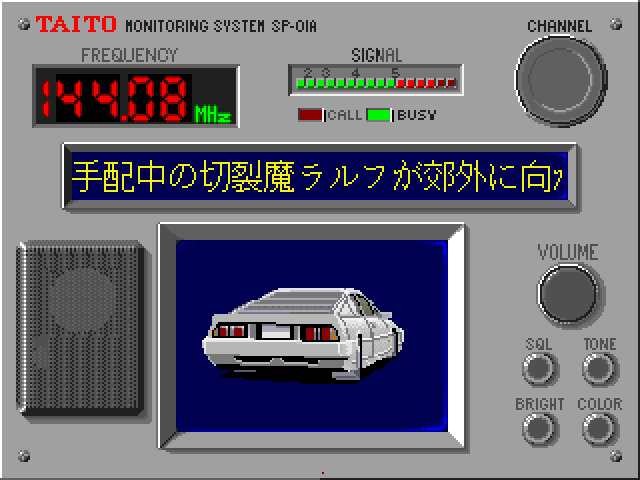 TAITO MONITORING SYSTEM SP-01A
CHANNEL
FREQUENCY
SIGNAL
2 3 4 5
144.08 MHz
CALL BUSY
手配中の切裂魔ラルフが郊外に向
VOLUME
SQL TONE
BRIGHT COLOR